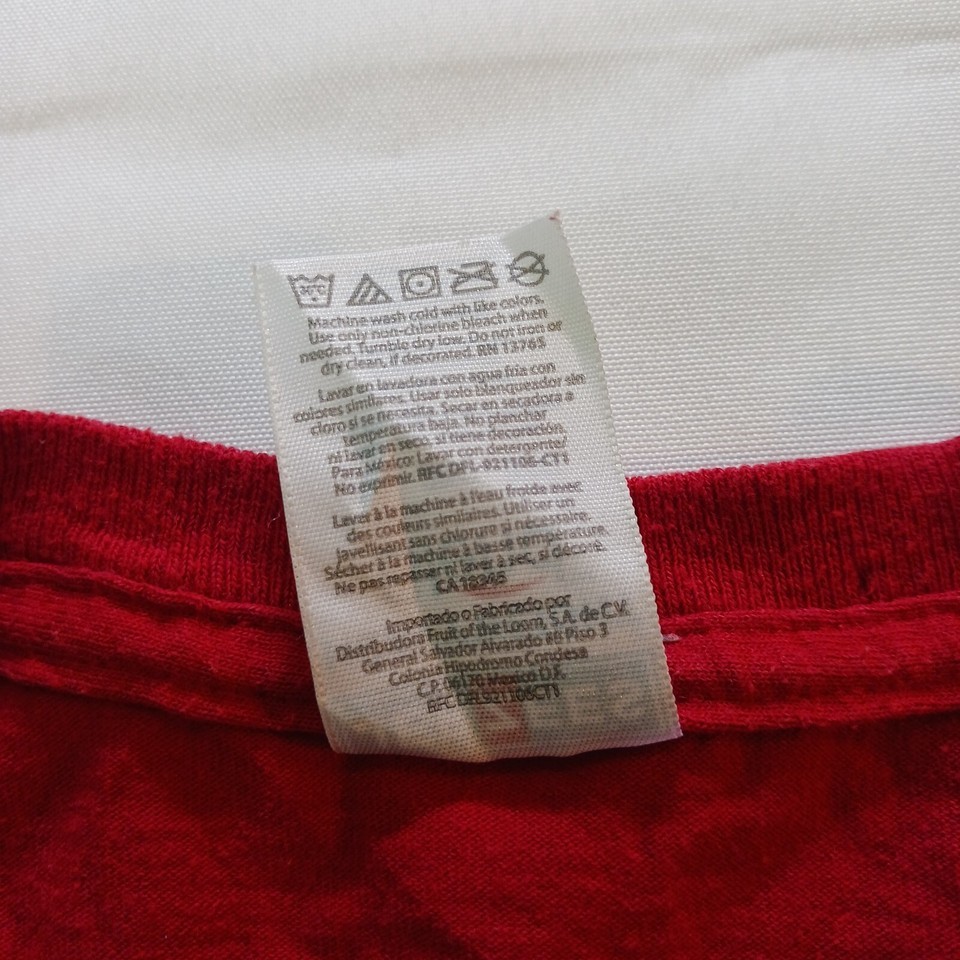 30°C
Machine wash cold with like colors.
Use only non-chlorine bleach when
needed. Tumble dry low. Do not iron or
dry clean, if decorated. RN 13765
Lavar en lavadora con agua fria con
colores similares. Usar solo blanqueador sin
cloro si se necesita. Secar en secadora a
temperatura baja. No planchar
ni lavar en seco, si tiene decoración.
Para México: Lavar con detergente/
No exprimir. RFC DFL-921106-CT1
Laver à la machine à l'eau froide avec
des couleurs similaires. Utiliser un
javellisant sans chlorure si nécessaire.
Sécher à la machine à basse température.
Ne pas repasser ni laver à sec, si décoré.
CA 18365
Importado o Fabricado por
Distribudora Fruit of the Loom, S.A. de C.V.
General Salvador Alvarado #8 Piso 3
Colonia Hipodromo Condesa
C.P. 06170 Mexico D.F.
RFC DFL921106CT1